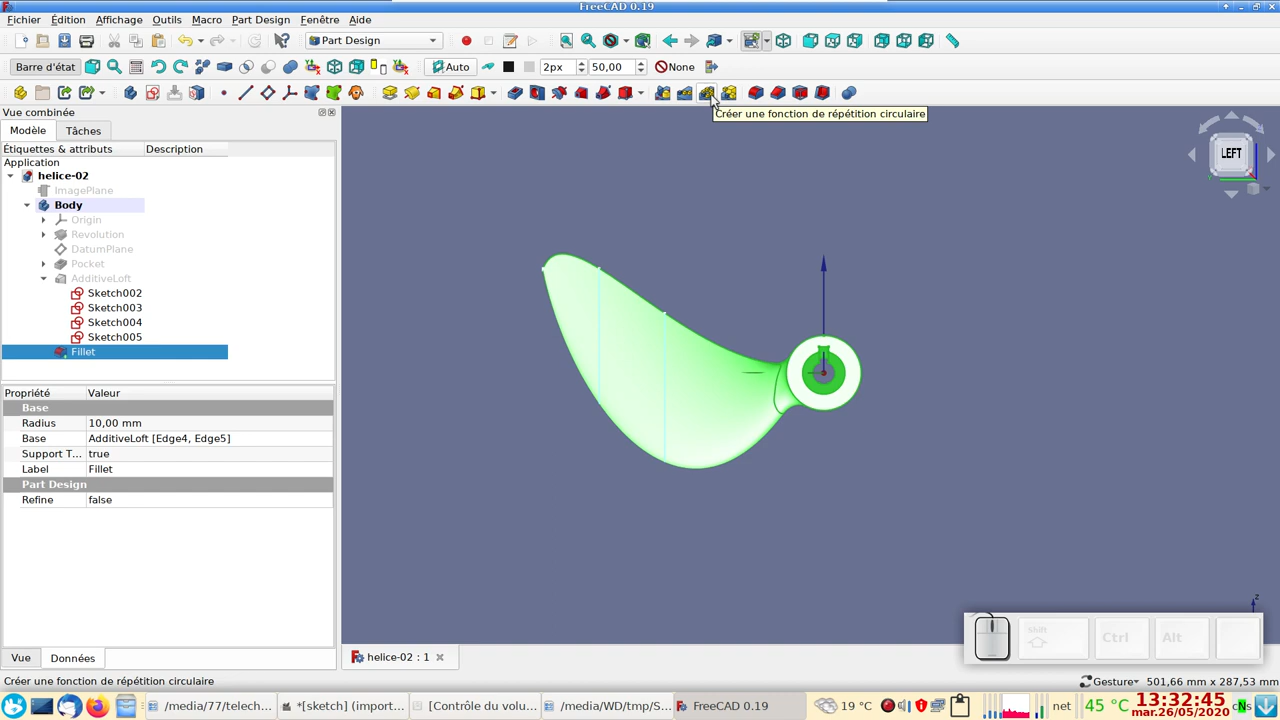 FreeCAD 0.19
Fichier Édition Affichage Outils Macro Part Design Fenêtre Aide
Part Design
Barre d'état Auto 2px 50,00 None
Vue combinée
Créer une fonction de répétition circulaire
Modèle Tâches
Étiquettes & attributs Description
Application
helice-02
ImagePlane
Body
Origin
Revolution
DatumPlane
Pocket
AdditiveLoft
Sketch002
Sketch003
Sketch004
Sketch005
Fillet
LEFT
Y
Propriété Valeur
Base
Radius 10,00 mm
Base AdditiveLoft [Edge4, Edge5]
Support T... true
Label Fillet
Part Design
Refine false
z
Shift Ctrl Alt
Vue Données
helice-02 : 1
Créer une fonction de répétition circulaire
Gesture 501,66 mm x 287,53 mm
/media/77/telech... *[sketch] (import... [Contrôle du volu... /media/WD/tmp/S... FreeCAD 0.19
19 °C net 45 °C 13:32:45
mar.26/05/2020